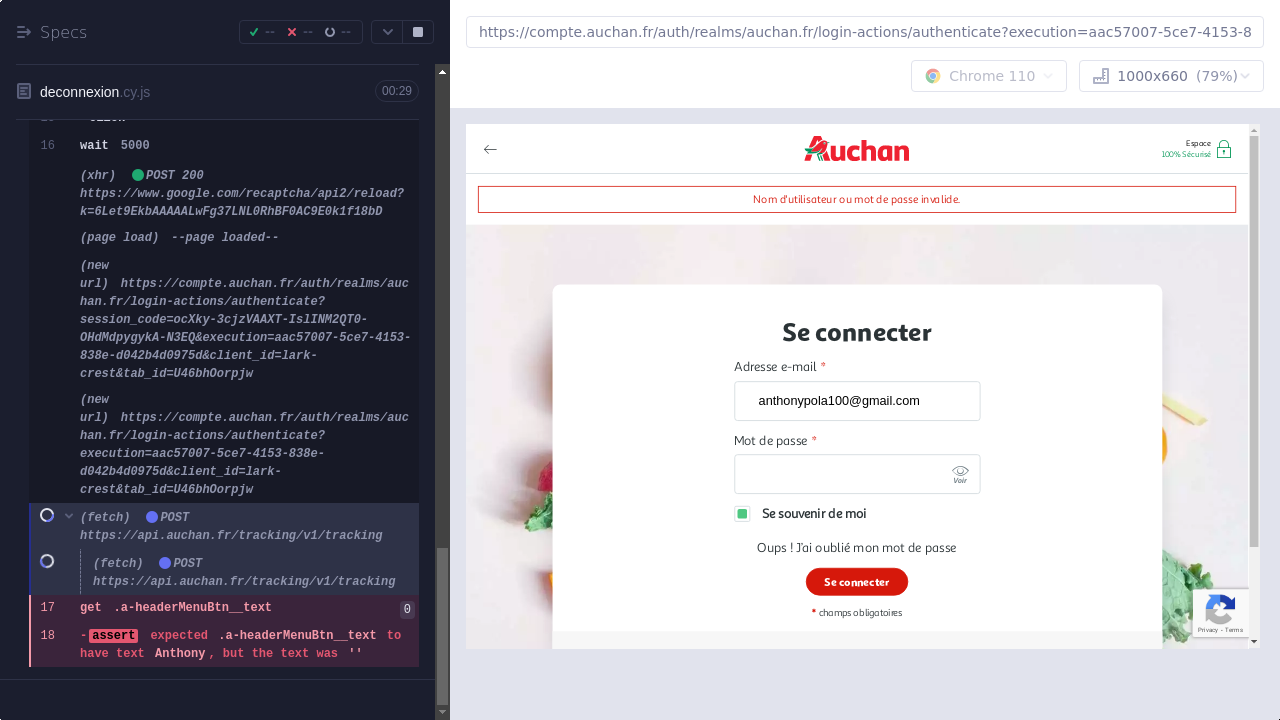 Specs
--
--
--
https://compte.auchan.fr/auth/realms/auchan.fr/login-actions/authenticate?execution=aac57007-5ce7-4153-8
Chrome 110
1000x660 (79%)
deconnexion.cy.js
00:29
16 wait 5000
(xhr) POST 200
https://www.google.com/recaptcha/api2/reload?
k=6Let9EkbAAAAALwFg37LNL0RhBF0AC9E0k1f18bD
(page load) --page loaded--
(new
url) https://compte.auchan.fr/auth/realms/auc
han.fr/login-actions/authenticate?
session_code=ocXky-3cjzVAAXT-IslINM2QT0-
OHdMdpygykA-N3EQ&execution=aac57007-5ce7-4153-
838e-d042b4d0975d&client_id=lark-
crest&tab_id=U46bhOorpjw
(new
url) https://compte.auchan.fr/auth/realms/auc
han.fr/login-actions/authenticate?
execution=aac57007-5ce7-4153-838e-
d042b4d0975d&client_id=lark-
crest&tab_id=U46bhOorpjw
(fetch) POST
https://api.auchan.fr/tracking/v1/tracking
(fetch) POST
https://api.auchan.fr/tracking/v1/tracking
17 get .a-headerMenuBtn__text 0
18 -assert expected .a-headerMenuBtn__text to
have text Anthony, but the text was ''
Auchan
Espace
100% Sécurisé
Nom d'utilisateur ou mot de passe invalide.
Se connecter
Adresse e-mail *
anthonypola100@gmail.com
Mot de passe *
Voir
Se souvenir de moi
Oups ! J'ai oublié mon mot de passe
Se connecter
* champs obligatoires
Privacy - Terms